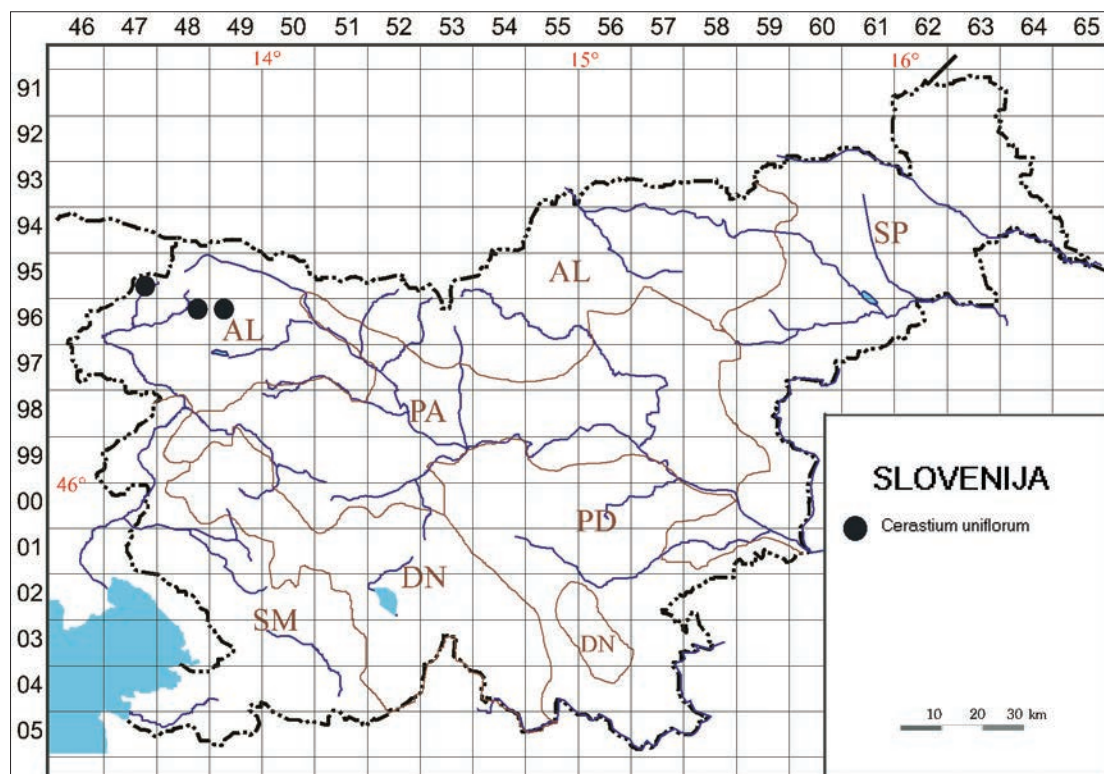 46 47 48 49 50 51 52 53 54 55 56 57 58 59 60 61 62 63 64 65
14° 15° 16°
91
92
93
94 SP
95 AL
96 AL
97
98 PA
99
46° SLOVENIJA
00 PD
01 Cerastium uniflorum
02 DN
03 SM DN
04
05 10 20 30 km